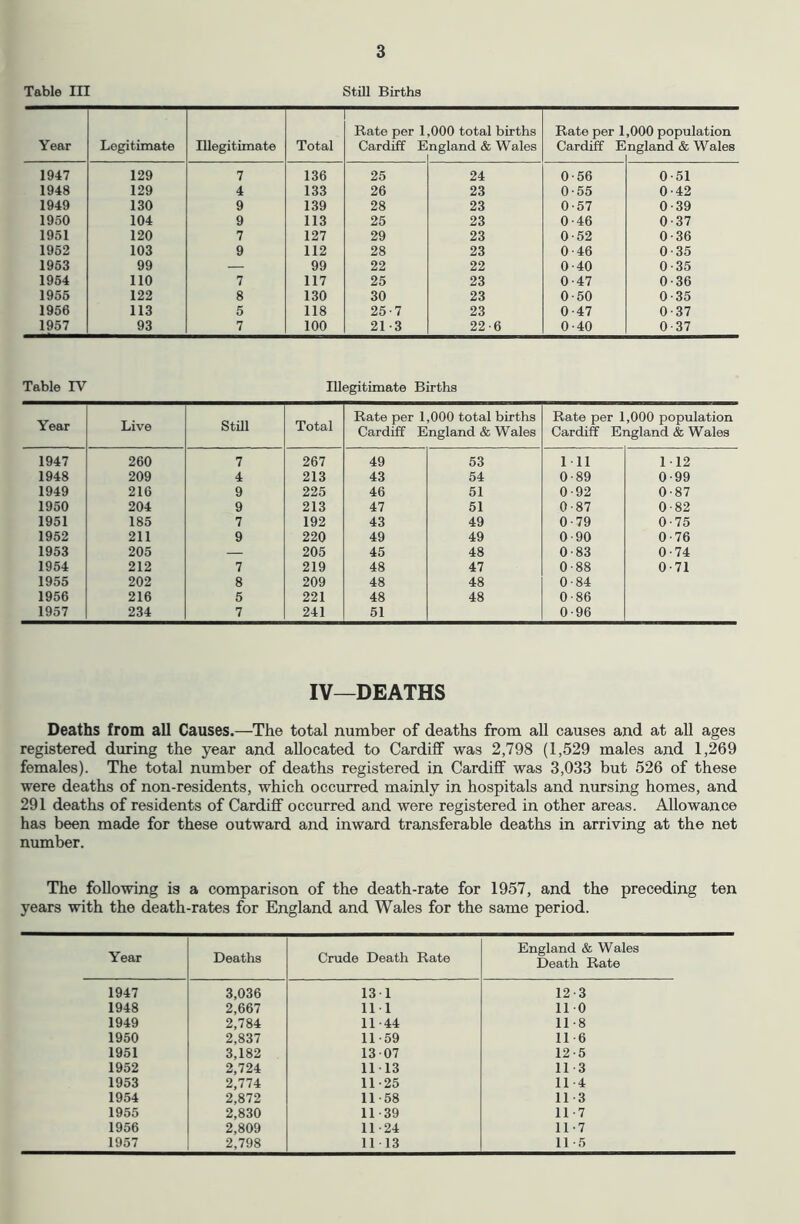 3
Table III Still Births
Year Legitimate Illegitimate Total Rate per 1,000 total births Cardiff England & Wales Rate per 1,000 population Cardiff England & Wales
1947 129 7 136 25 24 0·56 0·51
1948 129 4 133 26 23 0·55 0·42
1949 130 9 139 28 23 0·57 0·39
1950 104 9 113 25 23 0·46 0·37
1951 120 7 127 29 23 0·52 0·36
1952 103 9 112 28 23 0·46 0·35
1953 99 — 99 22 22 0·40 0·35
1954 110 7 117 25 23 0·47 0·36
1955 122 8 130 30 23 0·50 0·35
1956 113 5 118 25·7 23 0·47 0·37
1957 93 7 100 21·3 22·6 0·40 0·37
Table IV Illegitimate Births
Year Live Still Total Rate per 1,000 total births Cardiff England & Wales Rate per 1,000 population Cardiff England & Wales
1947 260 7 267 49 53 1·11 1·12
1948 209 4 213 43 54 0·89 0·99
1949 216 9 225 46 51 0·92 0·87
1950 204 9 213 47 51 0·87 0·82
1951 185 7 192 43 49 0·79 0·75
1952 211 9 220 49 49 0·90 0·76
1953 205 — 205 45 48 0·83 0·74
1954 212 7 219 48 47 0·88 0·71
1955 202 8 209 48 48 0·84
1956 216 5 221 48 48 0·86
1957 234 7 241 51 0·96
IV—DEATHS
Deaths from all Causes.—The total number of deaths from all causes and at all ages
registered during the year and allocated to Cardiff was 2,798 (1,529 males and 1,269
females). The total number of deaths registered in Cardiff was 3,033 but 526 of these
were deaths of non-residents, which occurred mainly in hospitals and nursing homes, and
291 deaths of residents of Cardiff occurred and were registered in other areas. Allowance
has been made for these outward and inward transferable deaths in arriving at the net
number.
The following is a comparison of the death-rate for 1957, and the preceding ten
years with the death-rates for England and Wales for the same period.
Year Deaths Crude Death Rate England & Wales Death Rate
1947 3,036 13·1 12·3
1948 2,667 11·1 11·0
1949 2,784 11·44 11·8
1950 2,837 11·59 11·6
1951 3,182 13·07 12·5
1952 2,724 11·13 11·3
1953 2,774 11·25 11·4
1954 2,872 11·58 11·3
1955 2,830 11·39 11·7
1956 2,809 11·24 11·7
1957 2,798 11·13 11·5